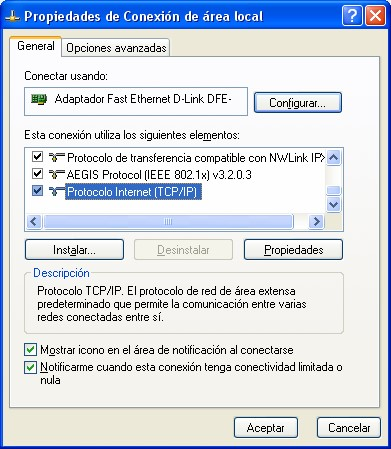 Propiedades de Conexión de área local
General
Opciones avanzadas
Conectar usando:
Adaptador Fast Ethernet D-Link DFE-
Configurar...
Esta conexión utiliza los siguientes elementos:
Protocolo de transferencia compatible con NWLink IPX
AEGIS Protocol (IEEE 802.1x) v3.2.0.3
Protocolo Internet (TCP/IP)
Instalar...
Desinstalar
Propiedades
Descripción
Protocolo TCP/IP. El protocolo de red de área extensa
predeterminado que permite la comunicación entre varias
redes conectadas entre sí.
Mostrar icono en el área de notificación al conectarse
Notificarme cuando esta conexión tenga conectividad limitada o
nula
Aceptar
Cancelar